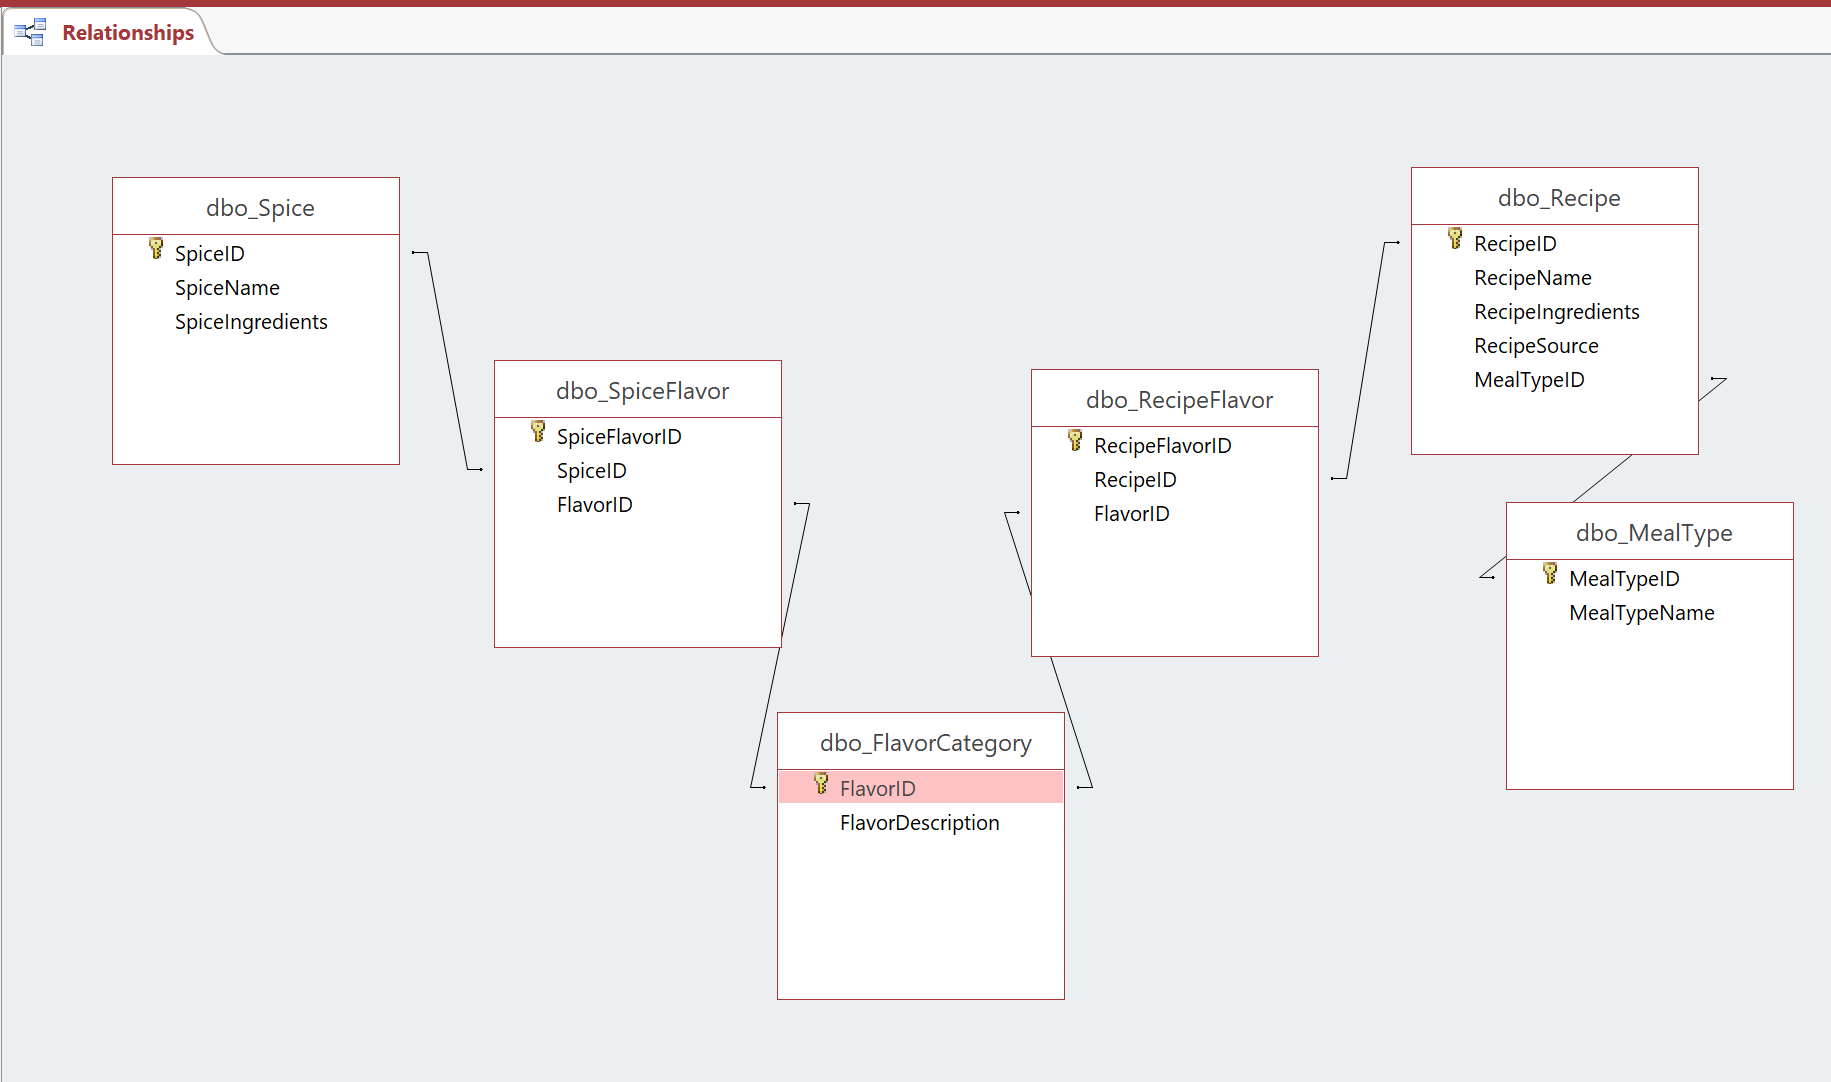 Relationships
dbo_Spice
SpiceID
SpiceName
SpiceIngredients
dbo_SpiceFlavor
SpiceFlavorID
SpiceID
FlavorID
dbo_FlavorCategory
FlavorID
FlavorDescription
dbo_RecipeFlavor
RecipeFlavorID
RecipeID
FlavorID
dbo_Recipe
RecipeID
RecipeName
RecipeIngredients
RecipeSource
MealTypeID
dbo_MealType
MealTypeID
MealTypeName